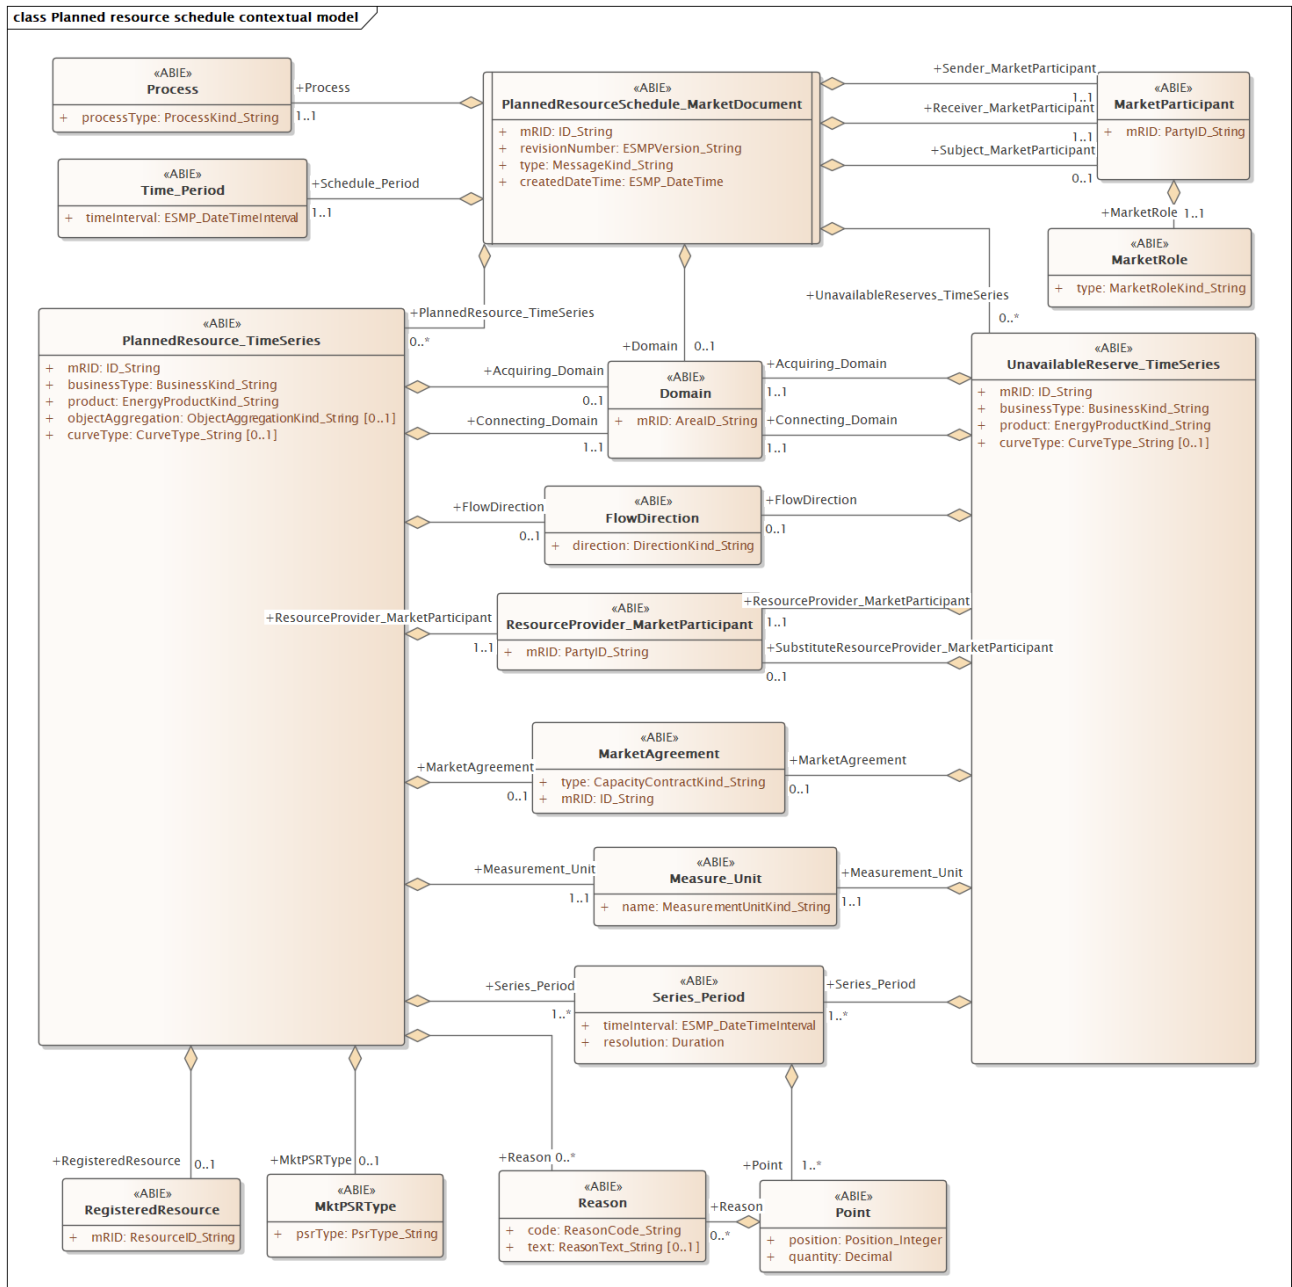 class Planned resource schedule contextual model
«ABIE»
Process
+ processType: ProcessKind_String
+Process
1..1
«ABIE»
PlannedResourceSchedule_MarketDocument
+ mRID: ID_String
+ revisionNumber: ESMPVersion_String
+ type: MessageKind_String
+ createdDateTime: ESMP_DateTime
+Sender_MarketParticipant
1..1
+Receiver_MarketParticipant
1..1
+Subject_MarketParticipant
0..1
«ABIE»
MarketParticipant
+ mRID: PartyID_String
«ABIE»
Time_Period
+ timeInterval: ESMP_DateTimeInterval
+Schedule_Period
1..1
+MarketRole 1..1
«ABIE»
MarketRole
+ type: MarketRoleKind_String
+UnavailableReserves_TimeSeries
0..*
+PlannedResource_TimeSeries
0..*
«ABIE»
PlannedResource_TimeSeries
+ mRID: ID_String
+ businessType: BusinessKind_String
+ product: EnergyProductKind_String
+ objectAggregation: ObjectAggregationKind_String [0..1]
+ curveType: CurveType_String [0..1]
+Domain 0..1
«ABIE»
Domain
+ mRID: AreaID_String
+Acquiring_Domain
0..1
+Connecting_Domain
1..1
+Acquiring_Domain
1..1
+Connecting_Domain
1..1
«ABIE»
UnavailableReserve_TimeSeries
+ mRID: ID_String
+ businessType: BusinessKind_String
+ product: EnergyProductKind_String
+ curveType: CurveType_String [0..1]
+FlowDirection
0..1
«ABIE»
FlowDirection
+ direction: DirectionKind_String
+FlowDirection
0..1
+ResourceProvider_MarketParticipant
1..1
«ABIE»
ResourceProvider_MarketParticipant
+ mRID: PartyID_String
+ResourceProvider_MarketParticipant
1..1
+SubstituteResourceProvider_MarketParticipant
0..1
+MarketAgreement
0..1
«ABIE»
MarketAgreement
+ type: CapacityContractKind_String
+ mRID: ID_String
+MarketAgreement
0..1
+Measurement_Unit
1..1
«ABIE»
Measure_Unit
+ name: MeasurementUnitKind_String
+Measurement_Unit
1..1
+Series_Period
1..*
«ABIE»
Series_Period
+ timeInterval: ESMP_DateTimeInterval
+ resolution: Duration
+Series_Period
1..*
+RegisteredResource 0..1
«ABIE»
RegisteredResource
+ mRID: ResourceID_String
+MktPSRType 0..1
«ABIE»
MktPSRType
+ psrType: PsrType_String
+Reason 0..*
«ABIE»
Reason
+ code: ReasonCode_String
+ text: ReasonText_String [0..1]
+Reason
0..*
+Point 1..*
«ABIE»
Point
+ position: Position_Integer
+ quantity: Decimal